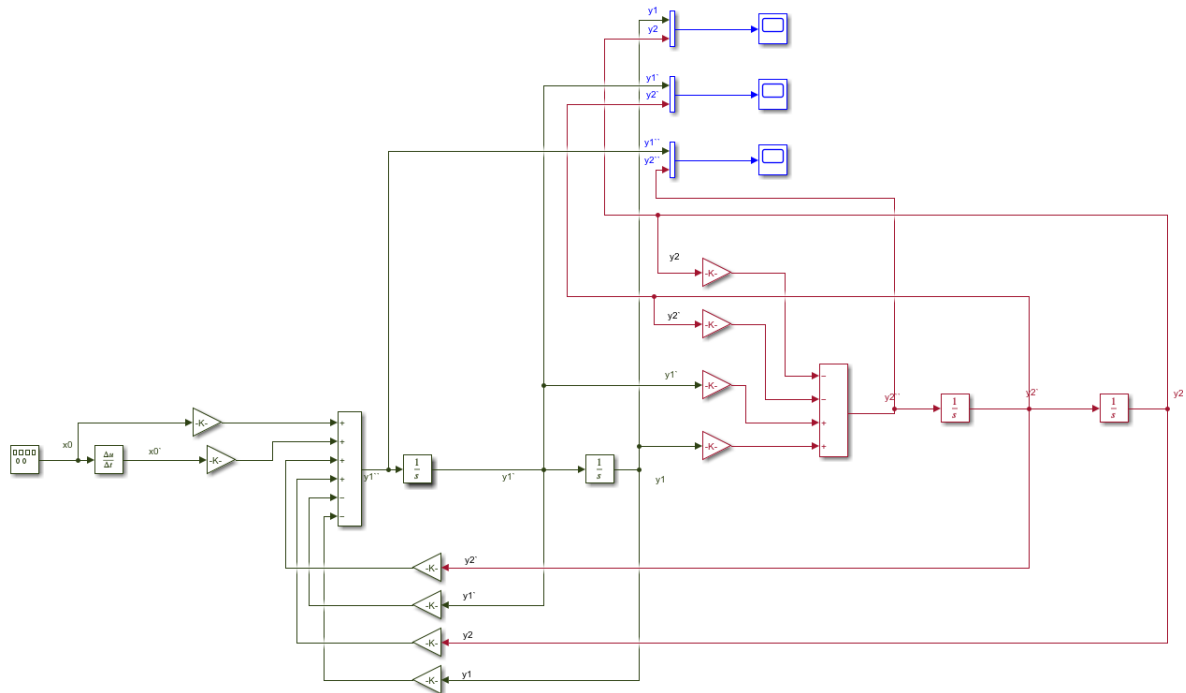 y1
y2
y1`
y2`
y1``
y2``
y2
-K-
y2`
-K-
−
y1`
-K-
−
y2``
1
s
y2`
1
s
y2
+
-K-
+
x0
-K-
+
Δu
Δt
x0`
-K-
+
+
y1``
1
s
y1`
1
s
y1
+
−
−
-K-
y2`
-K-
y1`
-K-
y2
-K-
y1